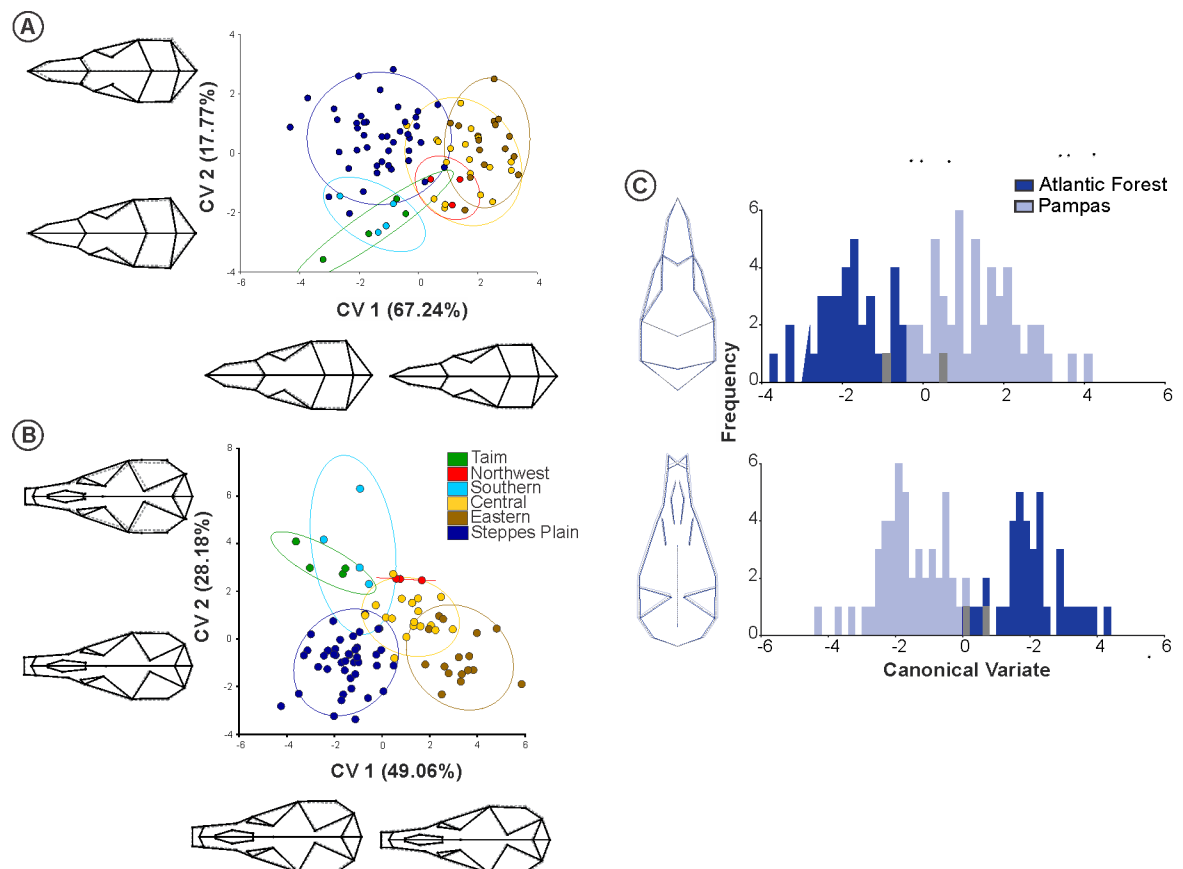 A
CV 2 (17.77%)
4
2
0
-2
-4
-6 -4 -2 0 2 4
CV 1 (67.24%)
B
CV 2 (28.18%)
8
6
4
2
0
-2
-4
-6 -4 -2 0 2 4 6
CV 1 (49.06%)
Taim
Northwest
Southern
Central
Eastern
Steppes Plain
C
Atlantic Forest
Pampas
Frequency
6
4
2
0
-4 -2 0 2 4 6
6
4
2
0
-6 -4 -2 0 -2 4 6
Canonical Variate